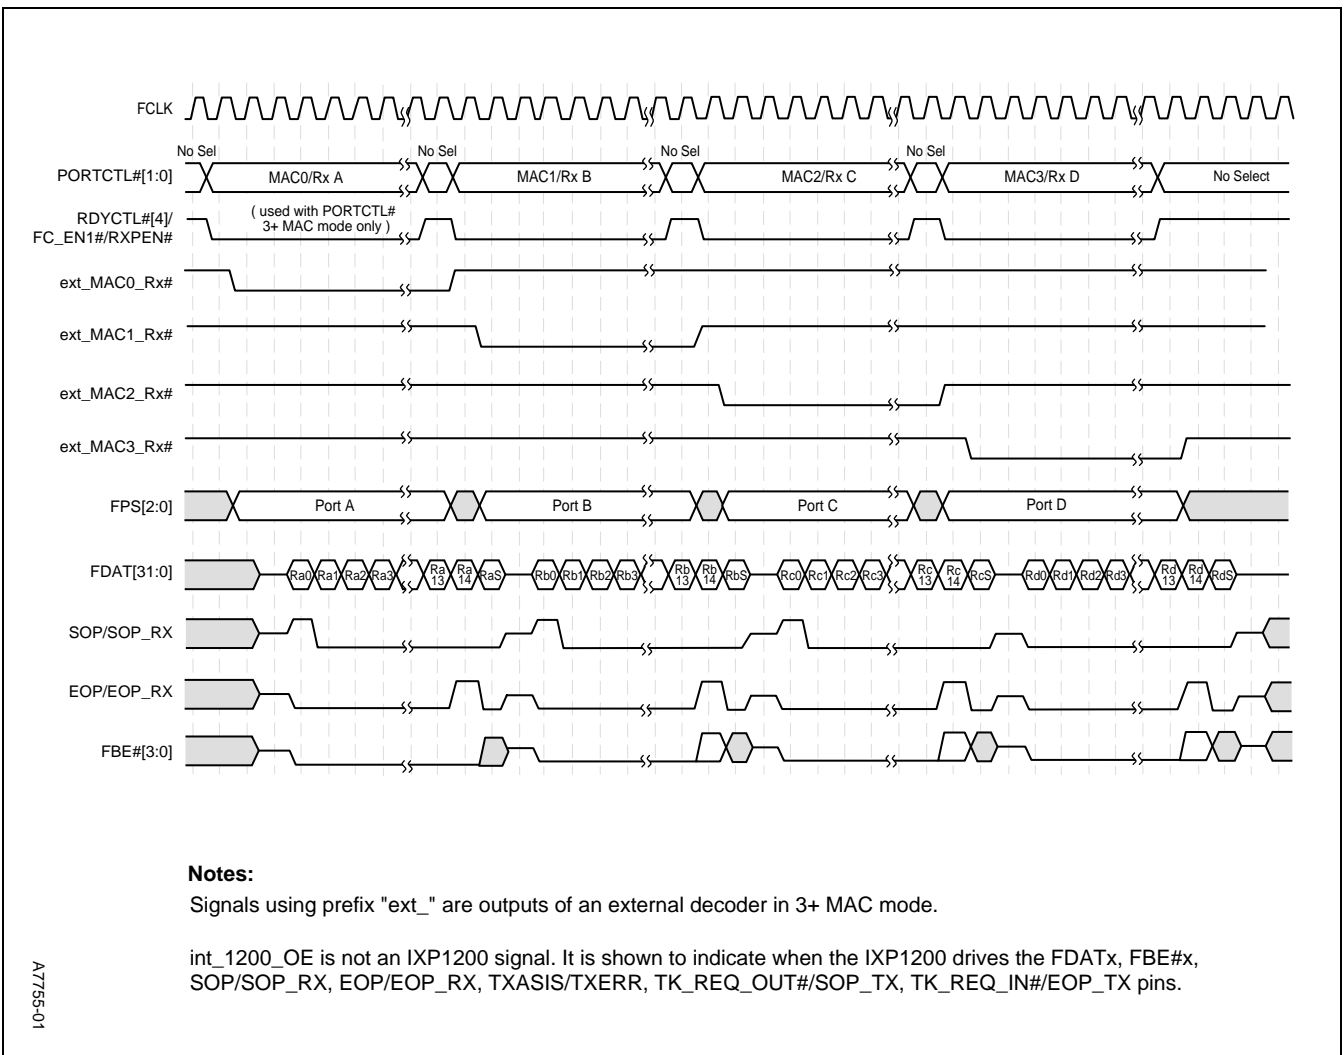 FCLK
No Sel No Sel No Sel No Sel
PORTCTL#[1:0] MAC0/Rx A MAC1/Rx B MAC2/Rx C MAC3/Rx D No Select
RDYCTL#[4]/
FC_EN1#/RXPEN#
( used with PORTCTL#
3+ MAC mode only )
ext_MAC0_Rx#
ext_MAC1_Rx#
ext_MAC2_Rx#
ext_MAC3_Rx#
FPS[2:0] Port A Port B Port C Port D
FDAT[31:0] Ra0 Ra1 Ra2 Ra3 Ra 13 Ra 14 RaS Rb0 Rb1 Rb2 Rb3 Rb 13 Rb 14 RbS Rc0 Rc1 Rc2 Rc3 Rc 13 Rc 14 RcS Rd0 Rd1 Rd2 Rd3 Rd 13 Rd 14 RdS
SOP/SOP_RX
EOP/EOP_RX
FBE#[3:0]
Notes:
Signals using prefix "ext_" are outputs of an external decoder in 3+ MAC mode.
int_1200_OE is not an IXP1200 signal. It is shown to indicate when the IXP1200 drives the FDATx, FBE#x,
SOP/SOP_RX, EOP/EOP_RX, TXASIS/TXERR, TK_REQ_OUT#/SOP_TX, TK_REQ_IN#/EOP_TX pins.
A7755-01